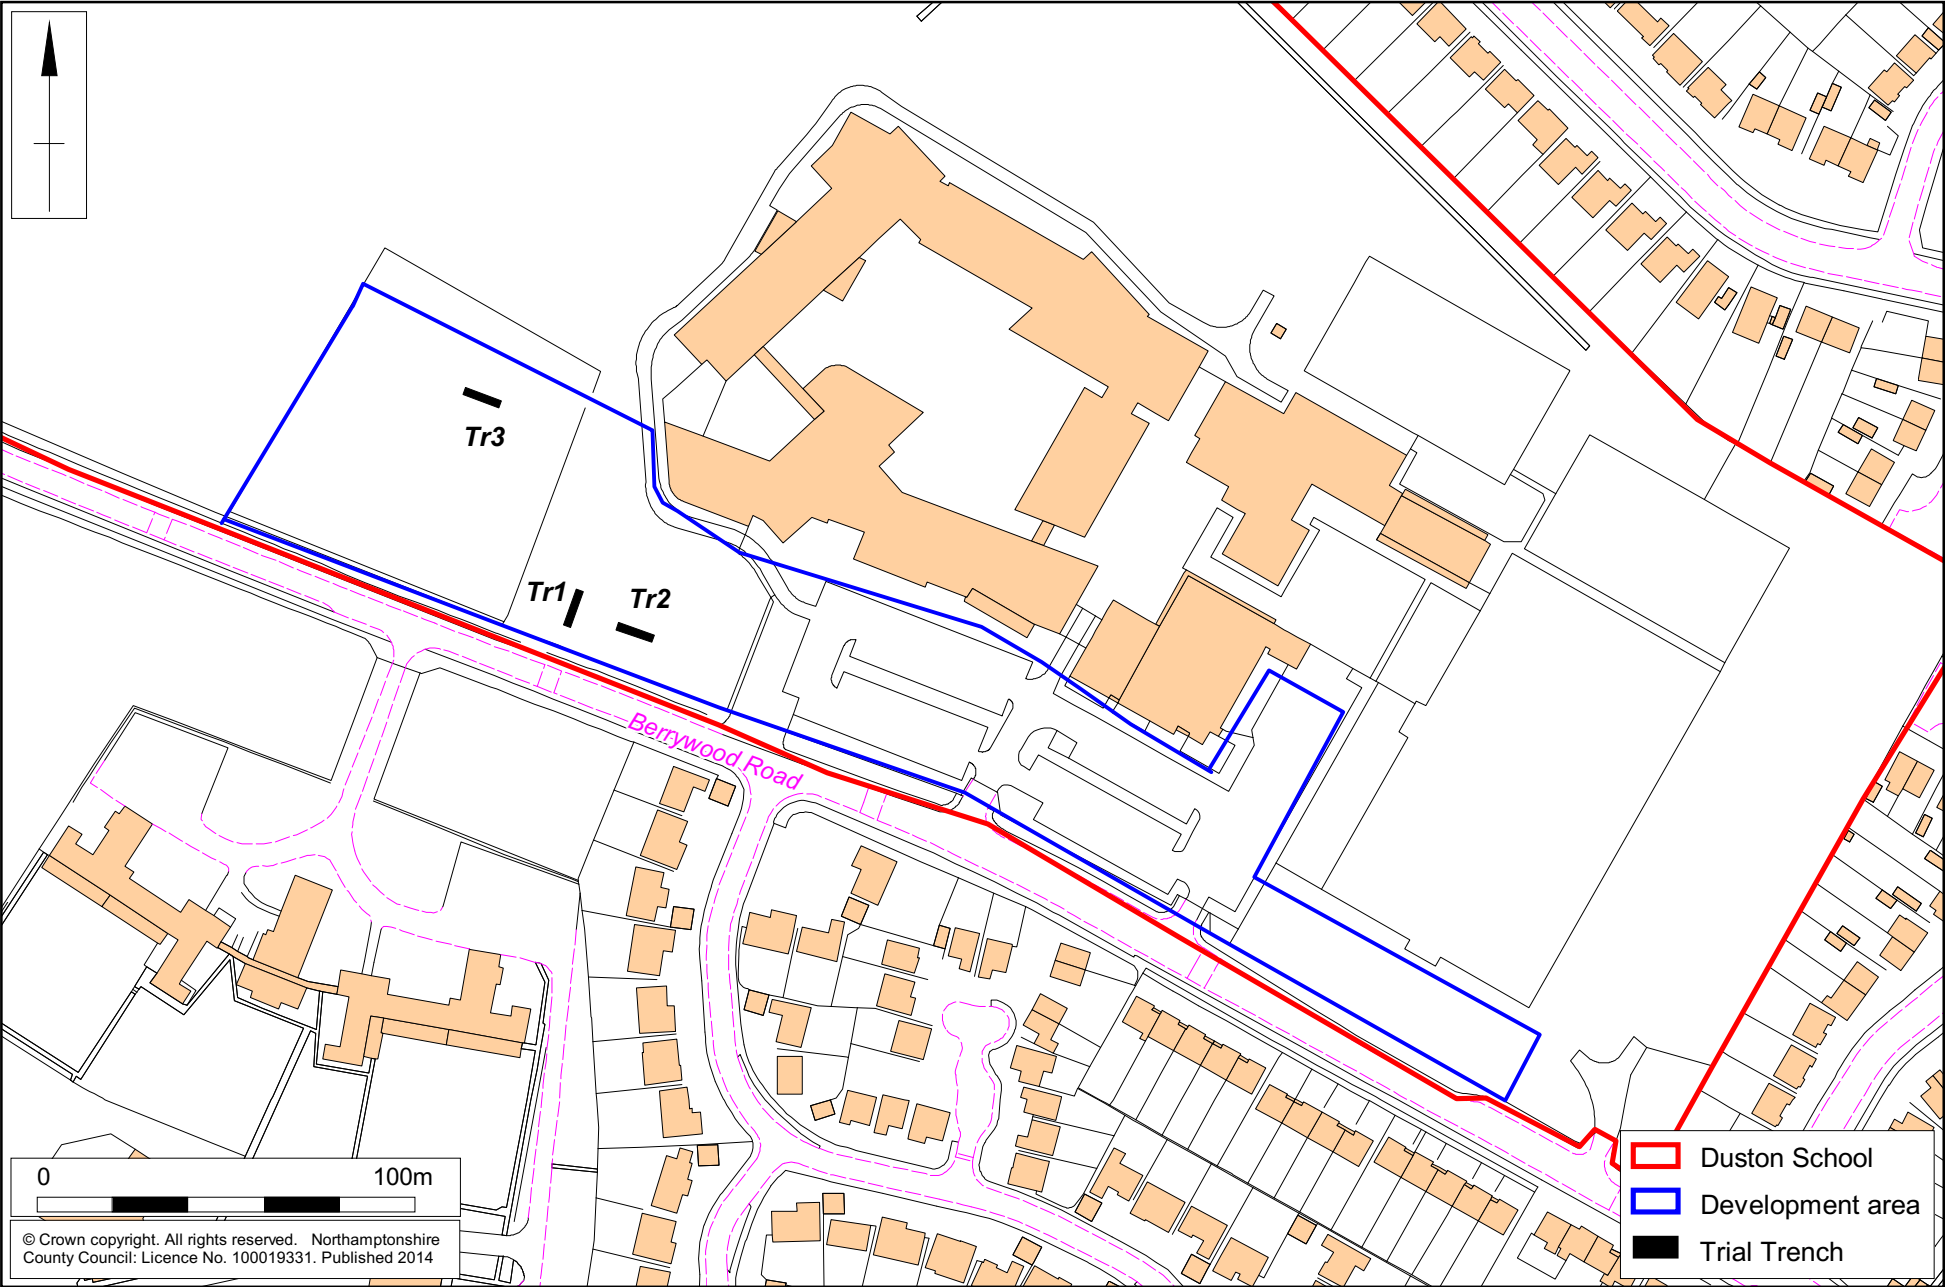 Tr3
Tr1
Tr2
Berrywood Road
0 100m
© Crown copyright. All rights reserved. Northamptonshire
County Council: Licence No. 100019331. Published 2014
Duston School
Development area
Trial Trench